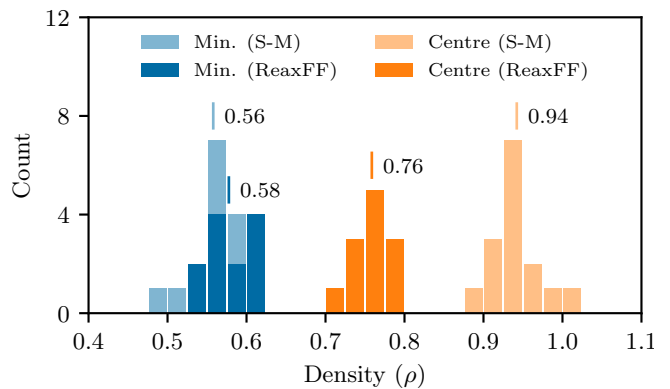 12
Min. (S-M)
Centre (S-M)
Min. (ReaxFF)
Centre (ReaxFF)
8
0.56
0.94
0.76
0.58
4
0
Count
0.4
0.5
0.6
0.7
0.8
0.9
1.0
1.1
Density (ρ)